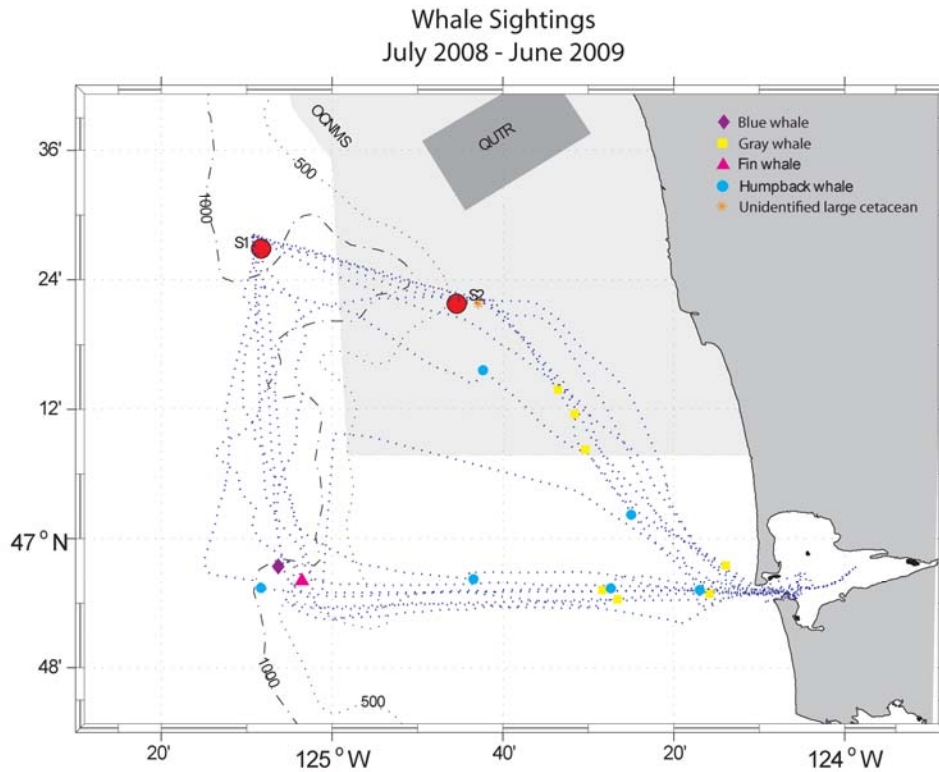 Whale Sightings
July 2008 - June 2009
OCNMS
QUTR
Blue whale
Gray whale
Fin whale
Humpback whale
Unidentified large cetacean
36'
500
1000
S1
24'
S2
12'
47° N
48'
1000
500
20'
125° W
40'
20'
124° W